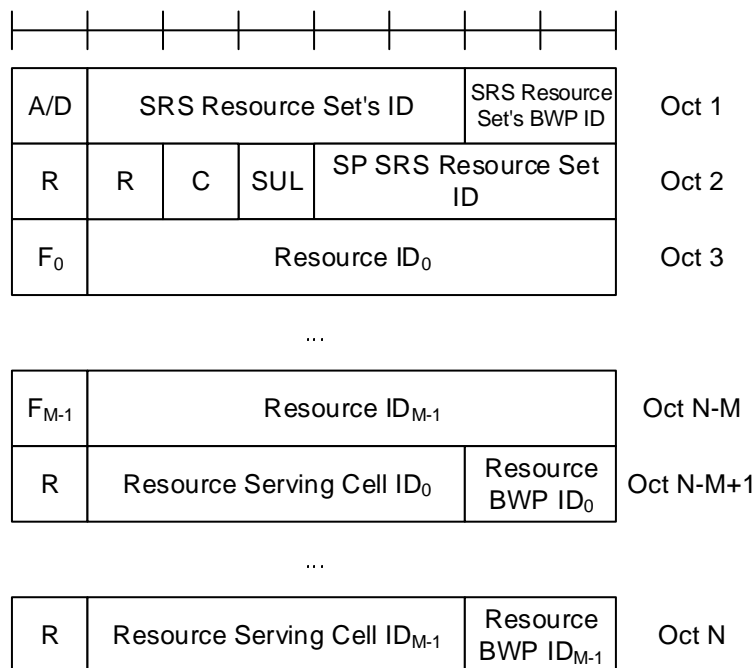 A/D SRS Resource Set's ID SRS Resource Set's BWP ID Oct 1
R R C SUL SP SRS Resource Set ID Oct 2
F0 Resource ID0 Oct 3
...
FM-1 Resource IDM-1 Oct N-M
R Resource Serving Cell ID0 Resource BWP ID0 Oct N-M+1
...
R Resource Serving Cell IDM-1 Resource BWP IDM-1 Oct N